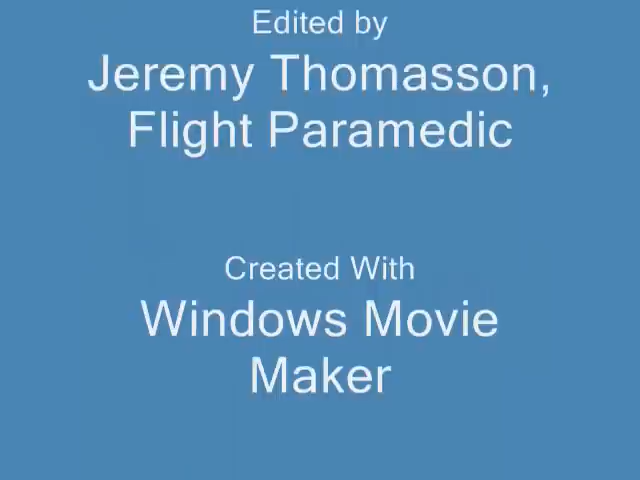 Edited by
Jeremy Thomasson,
Flight Paramedic
Created With
Windows Movie
Maker